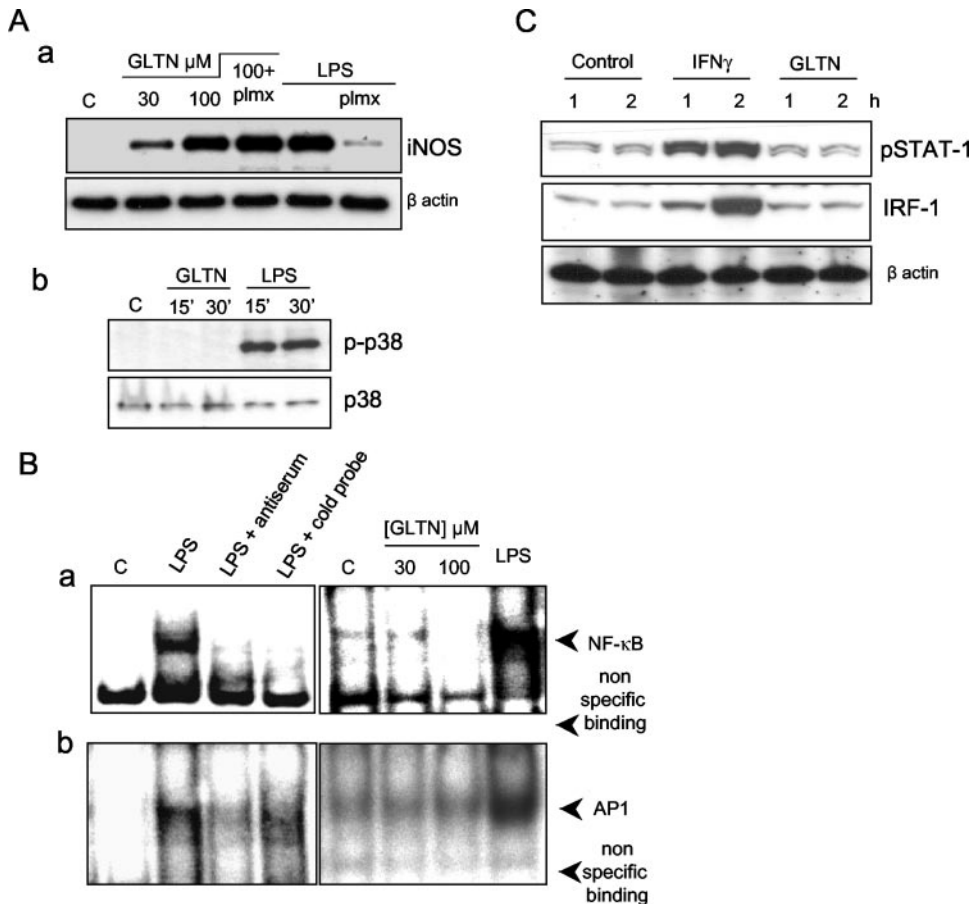 A
a
GLTN µM
100+
plmx
LPS
C
30
100
plmx
iNOS
β actin
b
GLTN
LPS
C
15'
30'
15'
30'
p-p38
p38
C
Control
IFNγ
GLTN
1
2
1
2
1
2
h
pSTAT-1
IRF-1
β actin
B
a
C
LPS
LPS + antiserum
LPS + cold probe
[GLTN] µM
C
30
100
LPS
NF-κB
non
specific
binding
b
AP1
non
specific
binding